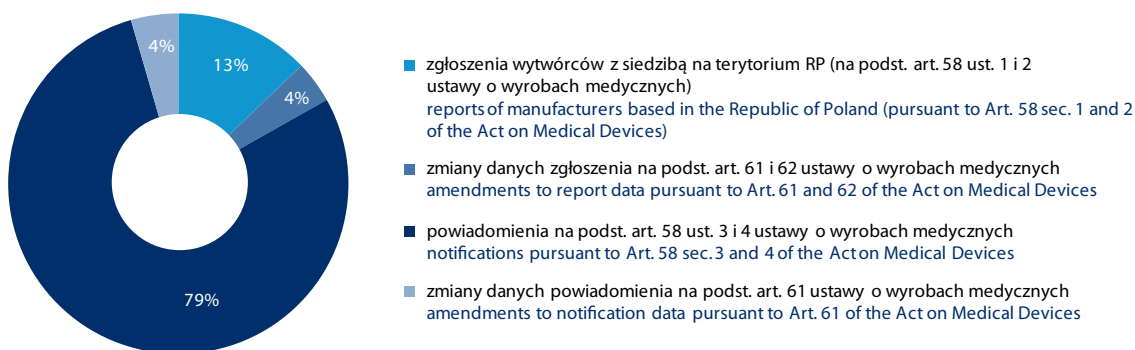 4%
13%
4%
79%
zgłoszenia wytwórców z siedzibą na terytorium RP (na podst. art. 58 ust. 1 i 2
ustawy o wyrobach medycznych)
reports of manufacturers based in the Republic of Poland (pursuant to Art. 58 sec. 1 and 2
of the Act on Medical Devices)
zmiany danych zgłoszenia na podst. art. 61 i 62 ustawy o wyrobach medycznych
amendments to report data pursuant to Art. 61 and 62 of the Act on Medical Devices
powiadomienia na podst. art. 58 ust. 3 i 4 ustawy o wyrobach medycznych
notifications pursuant to Art. 58 sec. 3 and 4 of the Act on Medical Devices
zmiany danych powiadomienia na podst. art. 61 ustawy o wyrobach medycznych
amendments to notification data pursuant to Art. 61 of the Act on Medical Devices